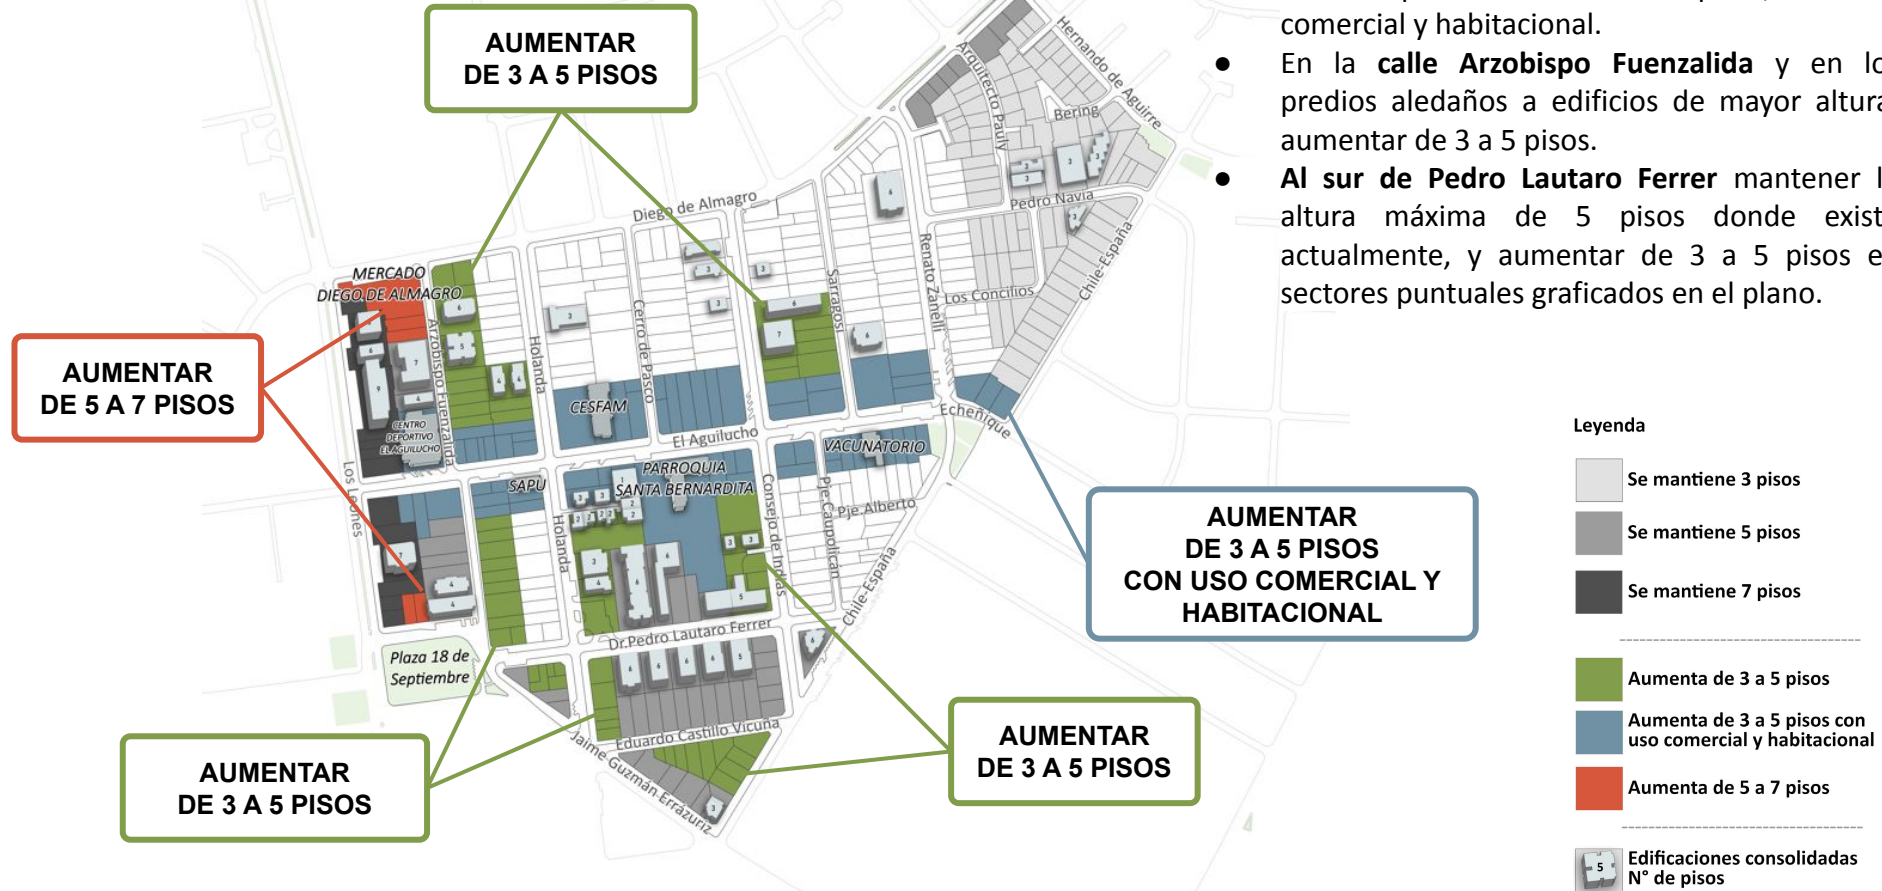 comercial y habitacional.
● En la calle Arzobispo Fuenzalida y en
predios aledaños a edificios de mayor altura
aumentar de 3 a 5 pisos.
● Al sur de Pedro Lautaro Ferrer mantener
altura máxima de 5 pisos donde
actualmente, y aumentar de 3 a 5 pisos
sectores puntuales graficados en el plano.
AUMENTAR
DE 3 A 5 PISOS
AUMENTAR
DE 5 A 7 PISOS
AUMENTAR
DE 3 A 5 PISOS
CON USO COMERCIAL Y
HABITACIONAL
AUMENTAR
DE 3 A 5 PISOS
AUMENTAR
DE 3 A 5 PISOS
Hernando de Aguirre
Arquitecto Pauly
Bering
Pedro Navia
Diego de Almagro
Chile-España
Renato Zanelli
Los Concilios
Sarragosi
MERCADO
DIEGO DE ALMAGRO
Arzobispo Fuenzalida
Holanda
Cerro de Pasco
CESFAM
CENTRO
DEPORTIVO
EL AGUILUCHO
El Aguilucho
Echeñique
VACUNATORIO
Los Leones
SAPU
PARROQUIA
SANTA BERNARDITA
Holanda
Consejo de Indias
Pje.Caupolicán
Pje.Alberto
Chile-España
Dr.Pedro Lautaro Ferrer
Plaza 18 de
Septiembre
Eduardo Castillo Vicuña
Jaime Guzmán Errázuriz
Leyenda
Se mantiene 3 pisos
Se mantiene 5 pisos
Se mantiene 7 pisos
Aumenta de 3 a 5 pisos
Aumenta de 3 a 5 pisos con
uso comercial y habitacional
Aumenta de 5 a 7 pisos
5
Edificaciones consolidadas
N° de pisos